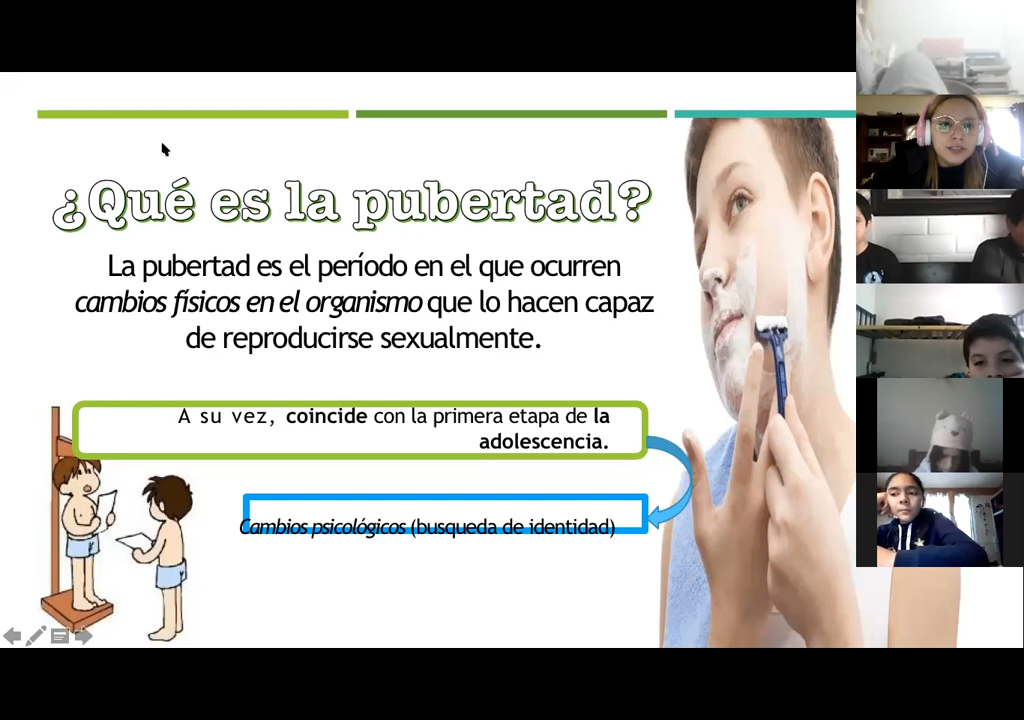 ¿Qué es la pubertad?
La pubertad es el período en el que ocurren
cambios físicos en el organismo que lo hacen capaz
de reproducirse sexualmente.
A su vez, coincide con la primera etapa de la
adolescencia.
Cambios psicológicos (busqueda de identidad)